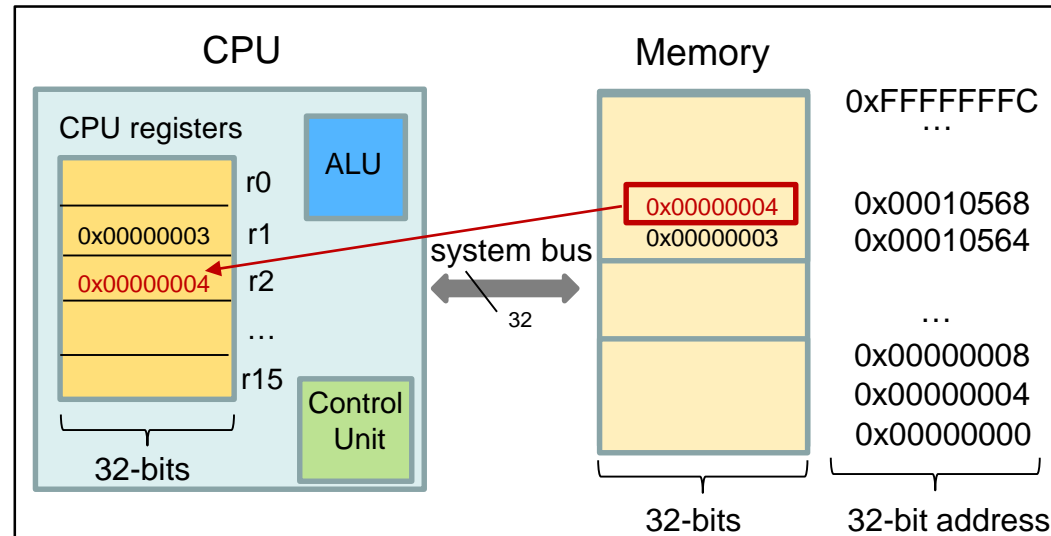 CPU
Memory
CPU registers
ALU
r0
0x00000003
r1
0x00000004
r2
…
r15
Control
Unit
32-bits
system bus
32
0x00000004
0x00000003
32-bits
0xFFFFFFFC
…
0x00010568
0x00010564
…
0x00000008
0x00000004
0x00000000
32-bit address